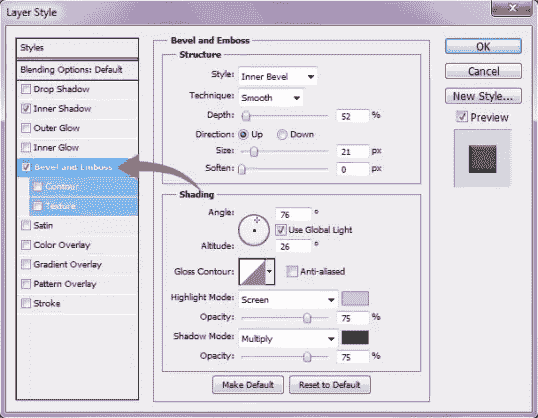 Layer Style
Styles
Blending Options: Default
Drop Shadow
Inner Shadow
Outer Glow
Inner Glow
Bevel and Emboss
Contour
Texture
Satin
Color Overlay
Gradient Overlay
Pattern Overlay
Stroke
Bevel and Emboss
Structure
Style: Inner Bevel
Technique: Smooth
Depth: 52 %
Direction: Up Down
Size: 21 px
Soften: 0 px
Shading
Angle: 76 °
Use Global Light
Altitude: 26 °
Gloss Contour: Anti-aliased
Highlight Mode: Screen
Opacity: 75 %
Shadow Mode: Multiply
Opacity: 75 %
Make Default Reset to Default
OK
Cancel
New Style...
Preview